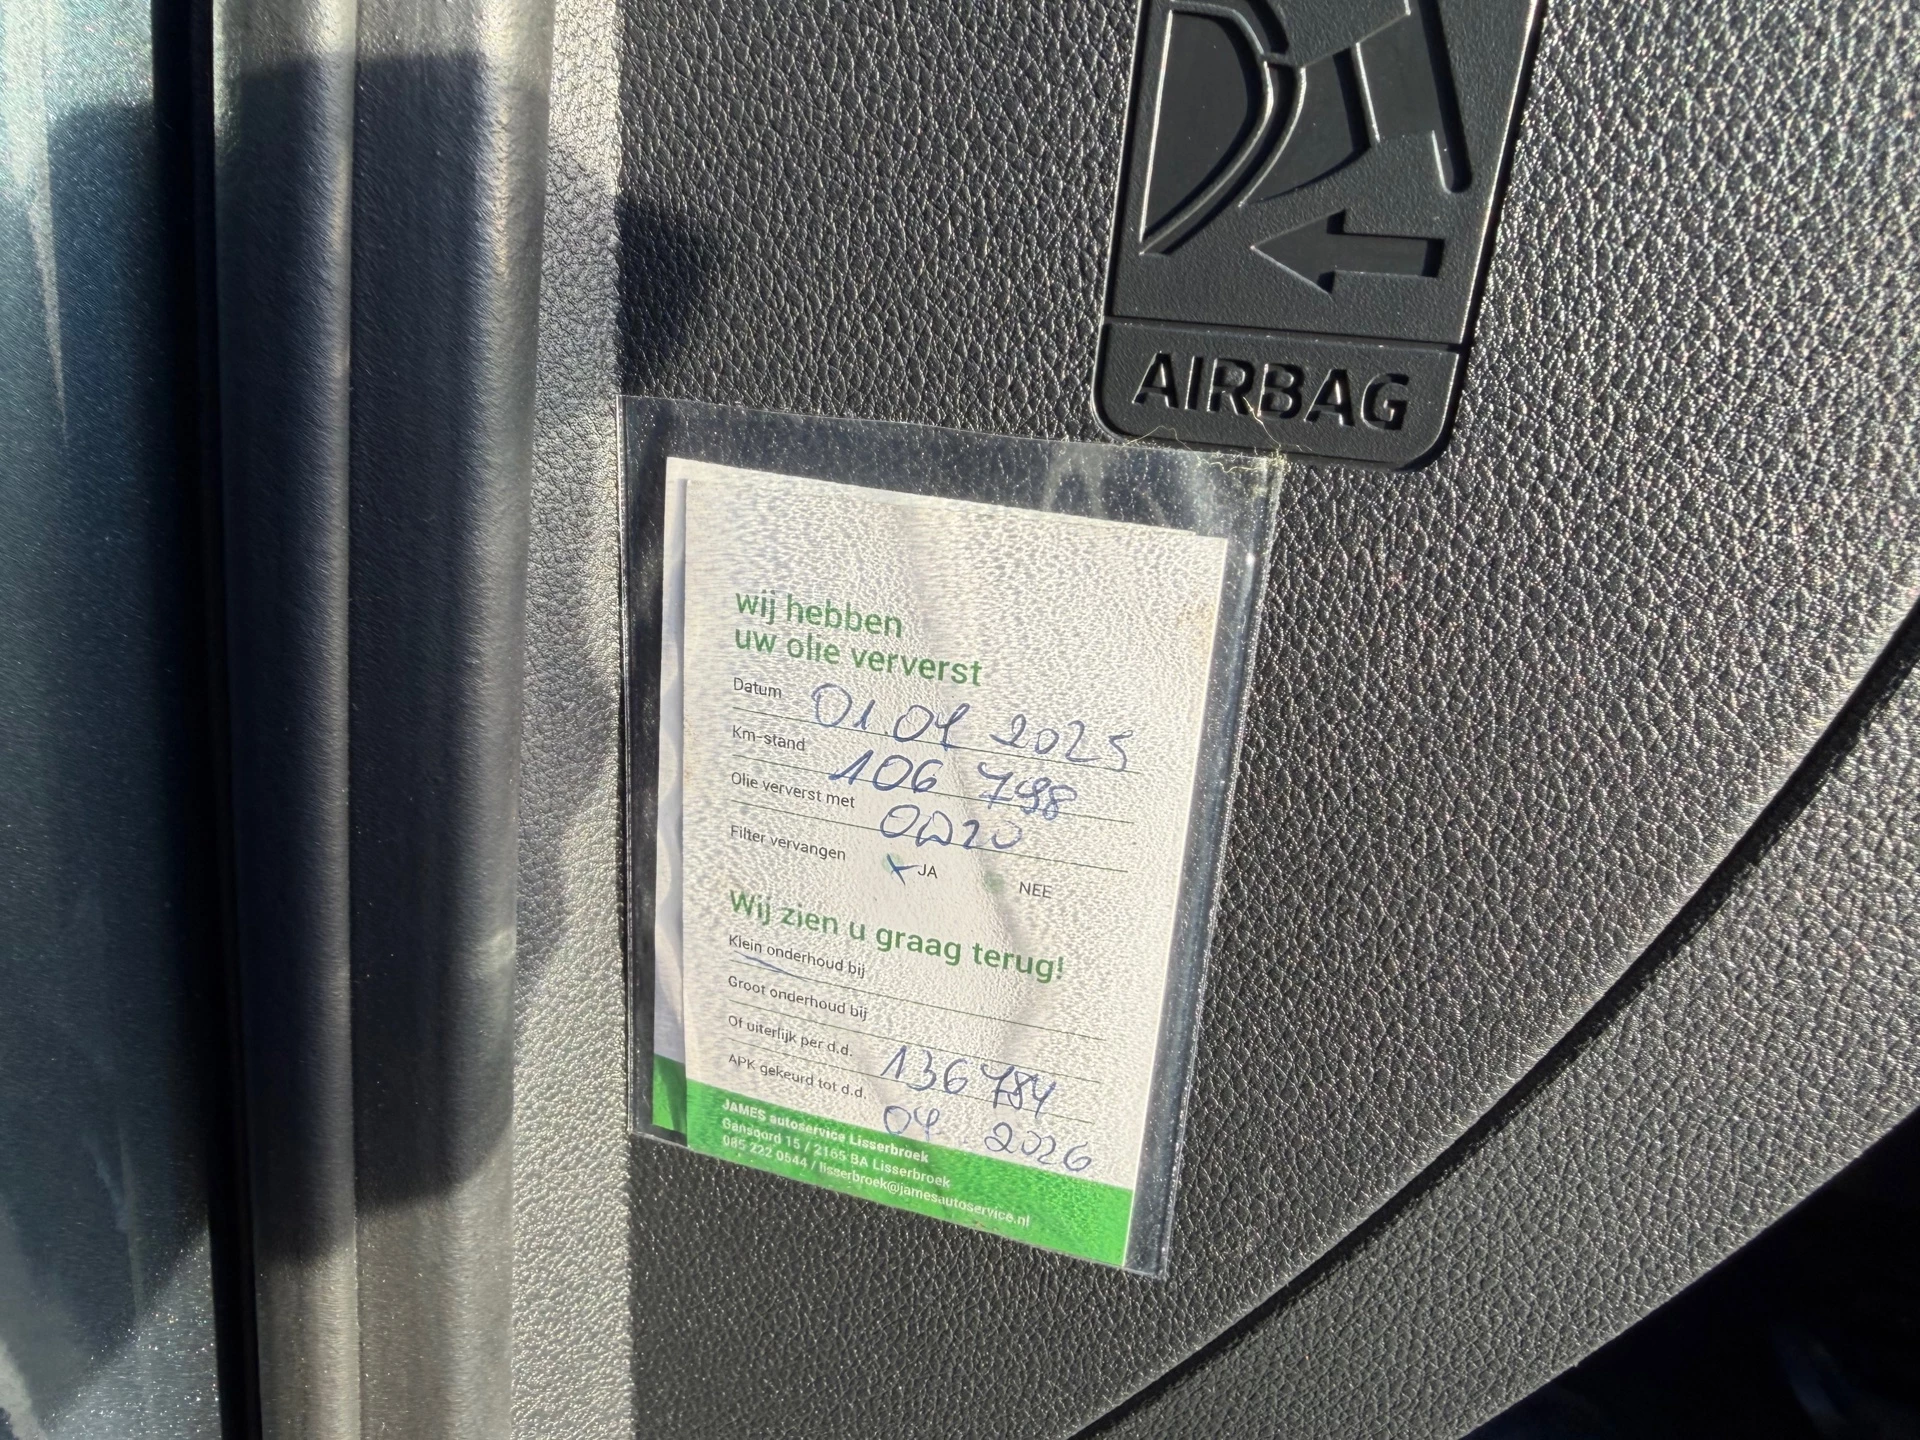 AIRBAG
wij hebben
uw olie ververst
Datum 01.04 2025
Km-stand 106 798
Olie ververst met 0W20
Filter vervangen x JA NEE
Wij zien u graag terug!
Klein onderhoud bij
Groot onderhoud bij
Of uiterlijk per d.d. 136 784
APK gekeurd tot d.d. 04 . 2026
JAMES autoservice Lisserbroek
Gansoord 15 / 2165 BA Lisserbroek
085 222 0544 / lisserbroek@jamesautoservice.nl